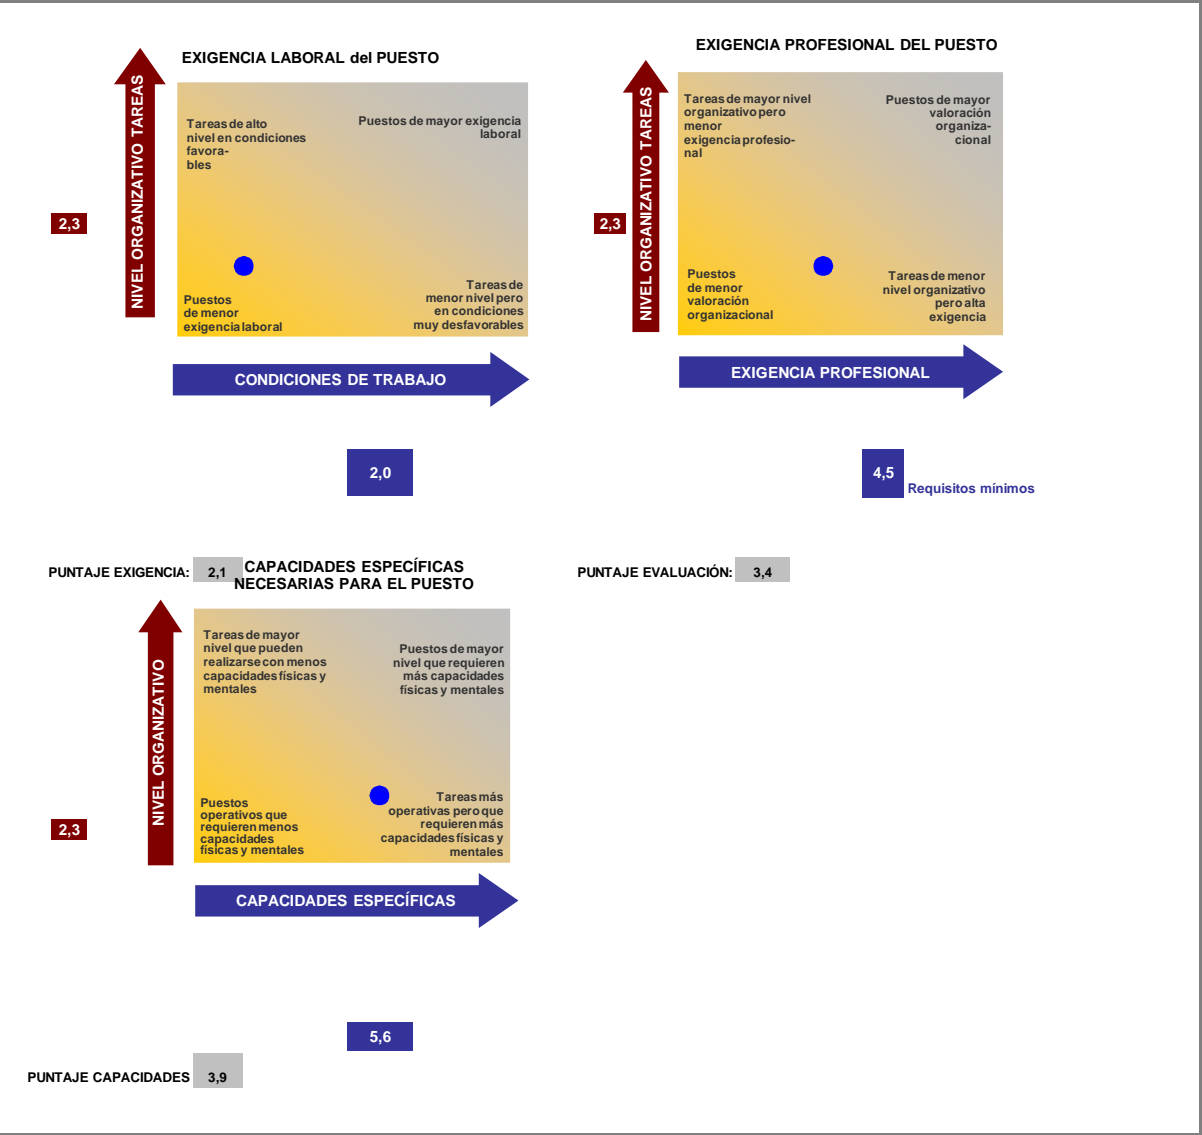 EXIGENCIA LABORAL del PUESTO
NIVEL ORGANIZATIVO TAREAS
Tareas de alto
nivel en condiciones
favora-
bles
Puestos de mayor exigencia
laboral
2,3
Puestos
de menor
exigencia laboral
Tareas de
menor nivel pero
en condiciones
muy desfavorables
CONDICIONES DE TRABAJO
2,0
PUNTAJE EXIGENCIA:
2,1
EXIGENCIA PROFESIONAL DEL PUESTO
NIVEL ORGANIZATIVO TAREAS
Tareas de mayor nivel
organizativo pero
menor
exigencia profesio-
nal
Puestos de mayor
valoración
organiza-
cional
2,3
Puestos
de menor
valoración
organizacional
Tareas de menor
nivel organizativo
pero alta
exigencia
EXIGENCIA PROFESIONAL
4,5
Requisitos mínimos
PUNTAJE EVALUACIÓN:
3,4
CAPACIDADES ESPECÍFICAS
NECESARIAS PARA EL PUESTO
NIVEL ORGANIZATIVO
Tareas de mayor
nivel que pueden
realizarse con menos
capacidades físicas y
mentales
Puestos de mayor
nivel que requieren
más capacidades
físicas y mentales
2,3
Puestos
operativos que
requieren menos
capacidades
físicas y mentales
Tareas más
operativas pero que
requieren más
capacidades físicas y
mentales
CAPACIDADES ESPECÍFICAS
5,6
PUNTAJE CAPACIDADES
3,9